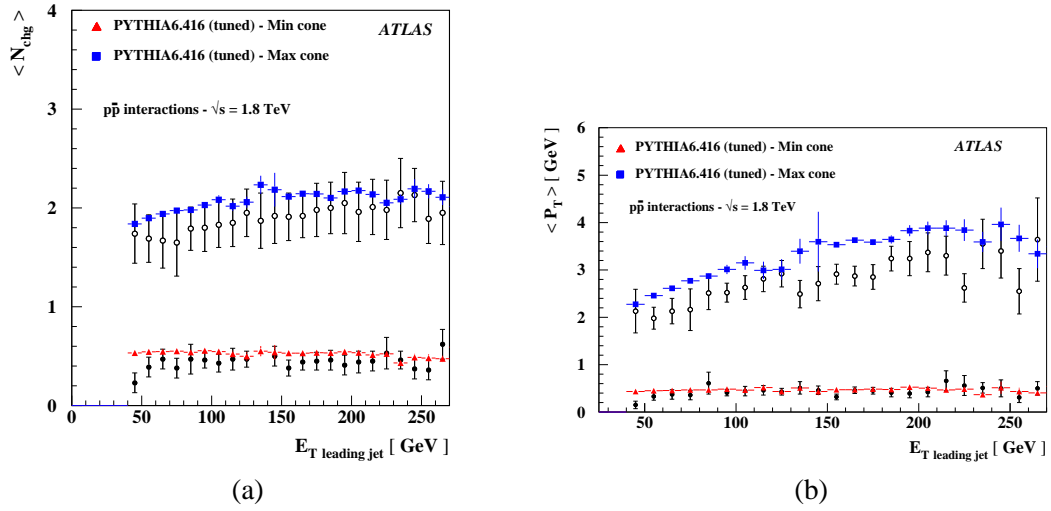 < N_chg >
PYTHIA6.416 (tuned) - Min cone
ATLAS
PYTHIA6.416 (tuned) - Max cone
pp̄ interactions - √s = 1.8 TeV
4
3
2
1
0
0 50 100 150 200 250
E_T leading jet [ GeV ]
(a)
< P_T > [ GeV ]
PYTHIA6.416 (tuned) - Min cone
ATLAS
PYTHIA6.416 (tuned) - Max cone
pp̄ interactions - √s = 1.8 TeV
6
5
4
3
2
1
0
50 100 150 200 250
E_T leading jet [ GeV ]
(b)